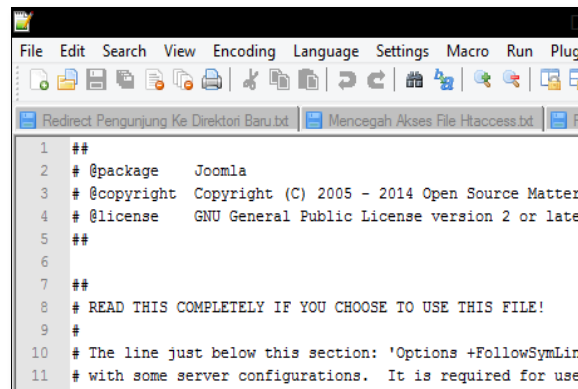 File Edit Search View Encoding Language Settings Macro Run Plug
Redirect Pengunjung Ke Direktori Baru.txt Mencegah Akses File Htaccess.txt
1 ##
2 # @package Joomla
3 # @copyright Copyright (C) 2005 - 2014 Open Source Matter
4 # @license GNU General Public License version 2 or late
5 ##
6
7 ##
8 # READ THIS COMPLETELY IF YOU CHOOSE TO USE THIS FILE!
9 #
10 # The line just below this section: 'Options +FollowSymLin
11 # with some server configurations. It is required for use